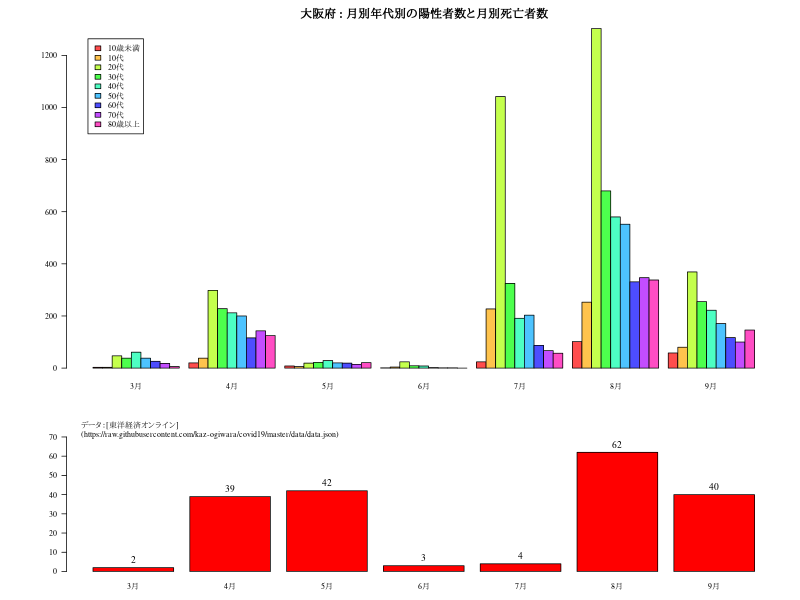 大阪府 : 月別年代別の陽性者数と月別死亡者数
1200
1000
800
600
400
200
0
10歳未満
10代
20代
30代
40代
50代
60代
70代
80歳以上
3月 4月 5月 6月 7月 8月 9月
データ : [東洋経済オンライン]
(https://raw.githubusercontent.com/kaz-ogiwara/covid19/master/data/data.json)
70
60
50
40
30
20
10
0
2 39 42 3 4 62 40
3月 4月 5月 6月 7月 8月 9月